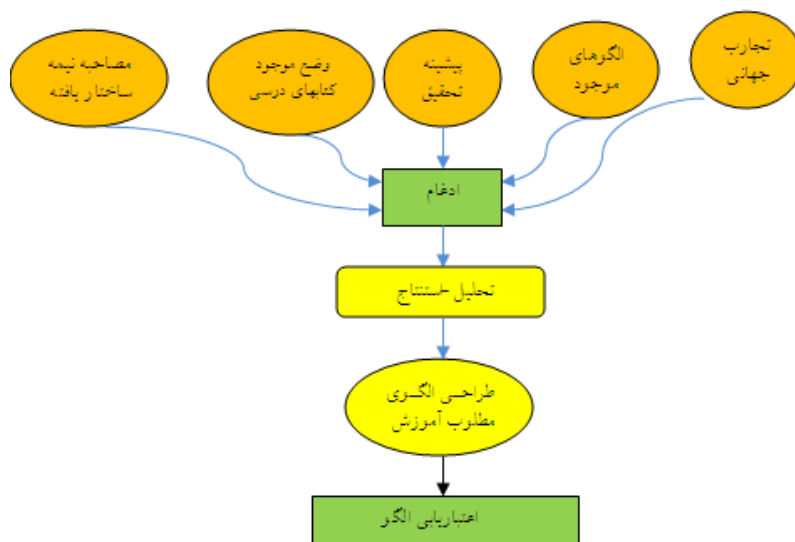 تجارب
جهانی
الگوهای
موجود
پیشینه
تحقیق
وضع موجود
کتابهای درسی
مصاحبه نیمه
ساختار یافته
ادغام
تحلیل -استنتاج
طراحی الگوی
مطلوب آموزش
اعتباریابی الگو